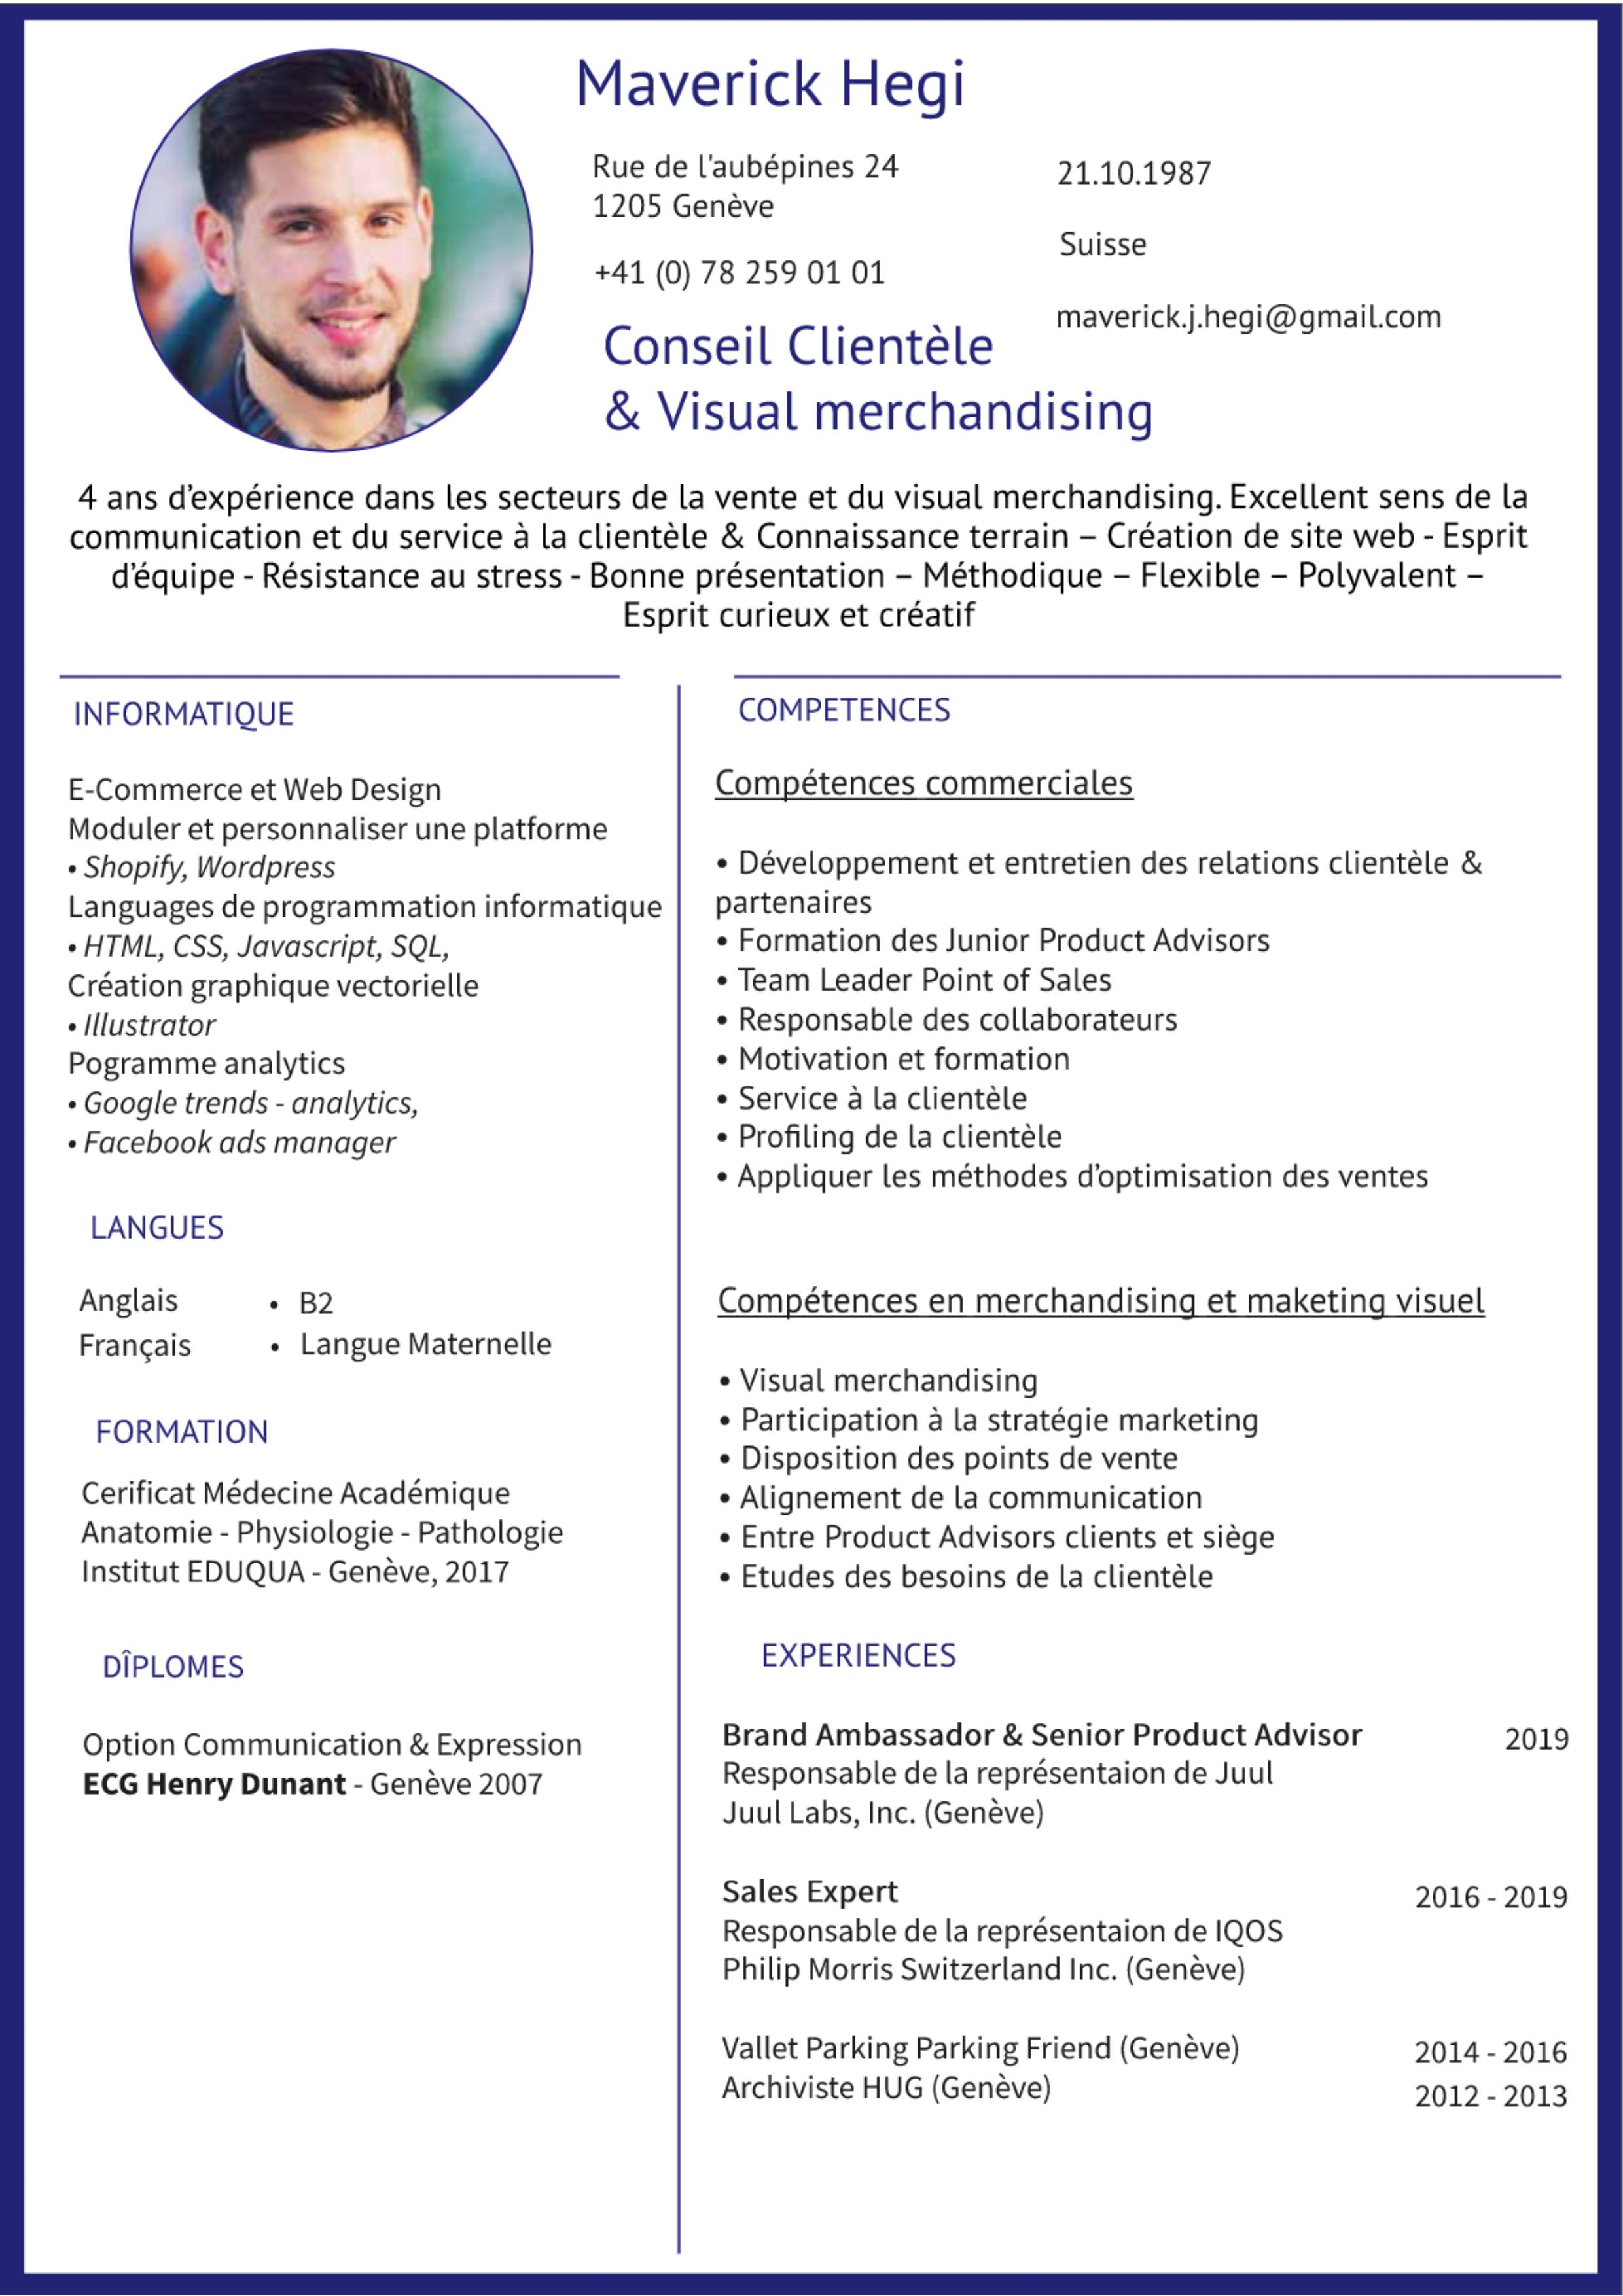 Maverick Hegi
Rue de l'aubépines 24
1205 Genève
+41 (0) 78 259 01 01
21.10.1987
Suisse
maverick.j.hegi@gmail.com
Conseil Clientèle
& Visual merchandising
4 ans d’expérience dans les secteurs de la vente et du visual merchandising. Excellent sens de la
communication et du service à la clientèle & Connaissance terrain – Création de site web - Esprit
d’équipe - Résistance au stress - Bonne présentation – Méthodique – Flexible – Polyvalent –
Esprit curieux et créatif
INFORMATIQUE
E-Commerce et Web Design
Moduler et personnaliser une platforme
• Shopify, Wordpress
Languages de programmation informatique
• HTML, CSS, Javascript, SQL,
Création graphique vectorielle
• Illustrator
Pogramme analytics
• Google trends - analytics,
• Facebook ads manager
LANGUES
Anglais • B2
Français • Langue Maternelle
FORMATION
Cerificat Médecine Académique
Anatomie - Physiologie - Pathologie
Institut EDUQUA - Genève, 2017
DÎPLOMES
Option Communication & Expression
ECG Henry Dunant - Genève 2007
COMPETENCES
Compétences commerciales
• Développement et entretien des relations clientèle &
partenaires
• Formation des Junior Product Advisors
• Team Leader Point of Sales
• Responsable des collaborateurs
• Motivation et formation
• Service à la clientèle
• Profiling de la clientèle
• Appliquer les méthodes d’optimisation des ventes
Compétences en merchandising et maketing visuel
• Visual merchandising
• Participation à la stratégie marketing
• Disposition des points de vente
• Alignement de la communication
• Entre Product Advisors clients et siège
• Etudes des besoins de la clientèle
EXPERIENCES
Brand Ambassador & Senior Product Advisor 2019
Responsable de la représentaion de Juul
Juul Labs, Inc. (Genève)
Sales Expert 2016 - 2019
Responsable de la représentaion de IQOS
Philip Morris Switzerland Inc. (Genève)
Vallet Parking Parking Friend (Genève) 2014 - 2016
Archiviste HUG (Genève) 2012 - 2013